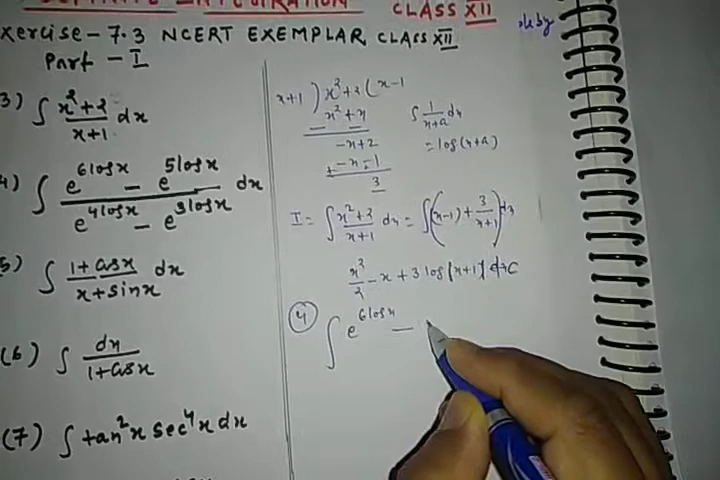 INTEGRATION CLASS XII
xercise-7.3 NCERT EXEMPLAR CLASS XII
Part - I
3) ∫ (x²+2)/(x+1) dx
4) ∫ (e^(6logx) - e^(5logx))/(e^(4logx) - e^(3logx)) dx
5) ∫ (1+cosx)/(x+sinx) dx
(6) ∫ dx/(1+cosx)
(7) ∫ tan²x sec⁴x dx
x+1 ) x²+2 ( x-1
x² + x
- -
-x+2
-x-1
+ +
3
∫ 1/(x+a) dx
= log(x+a)
I = ∫ (x²+2)/(x+1) dx = ∫ ((x-1) + 3/(x+1)) dx
x²/2 - x + 3 log|x+1| + C
(4) ∫ e^(6logx) -